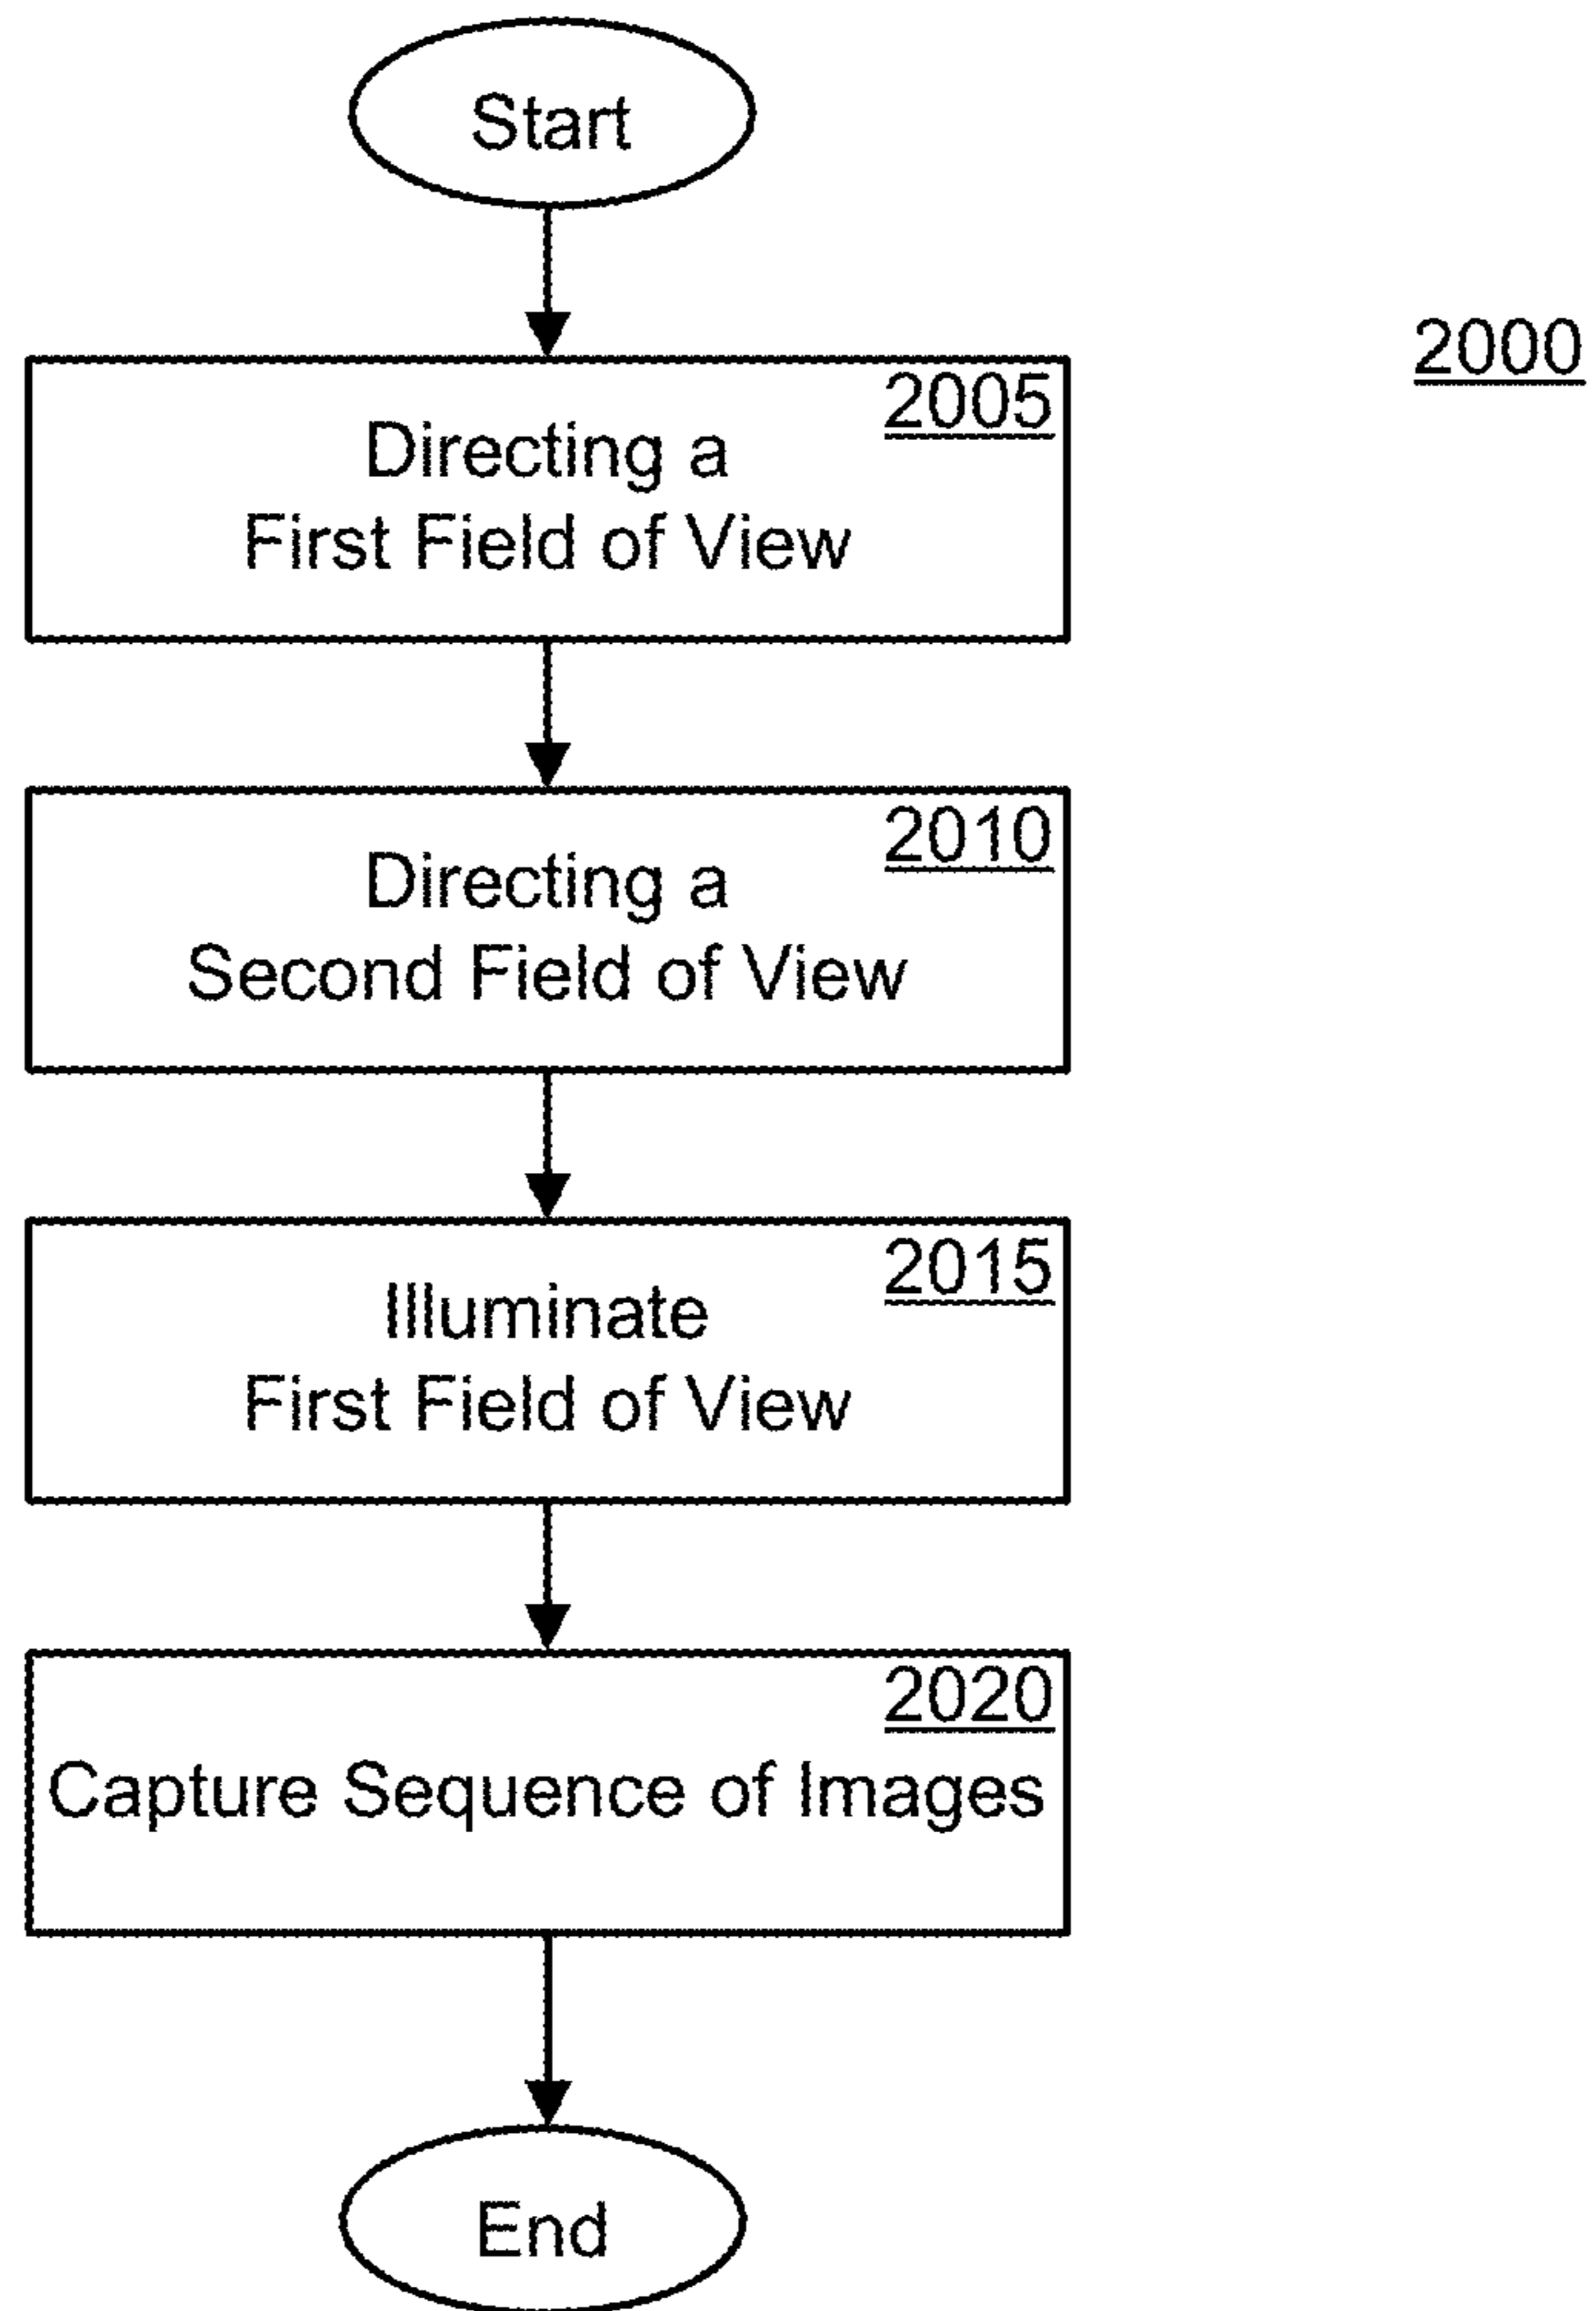 Start
2000
2005
Directing a
First Field of View
2010
Directing a
Second Field of View
2015
Illuminate
First Field of View
2020
Capture Sequence of Images
End